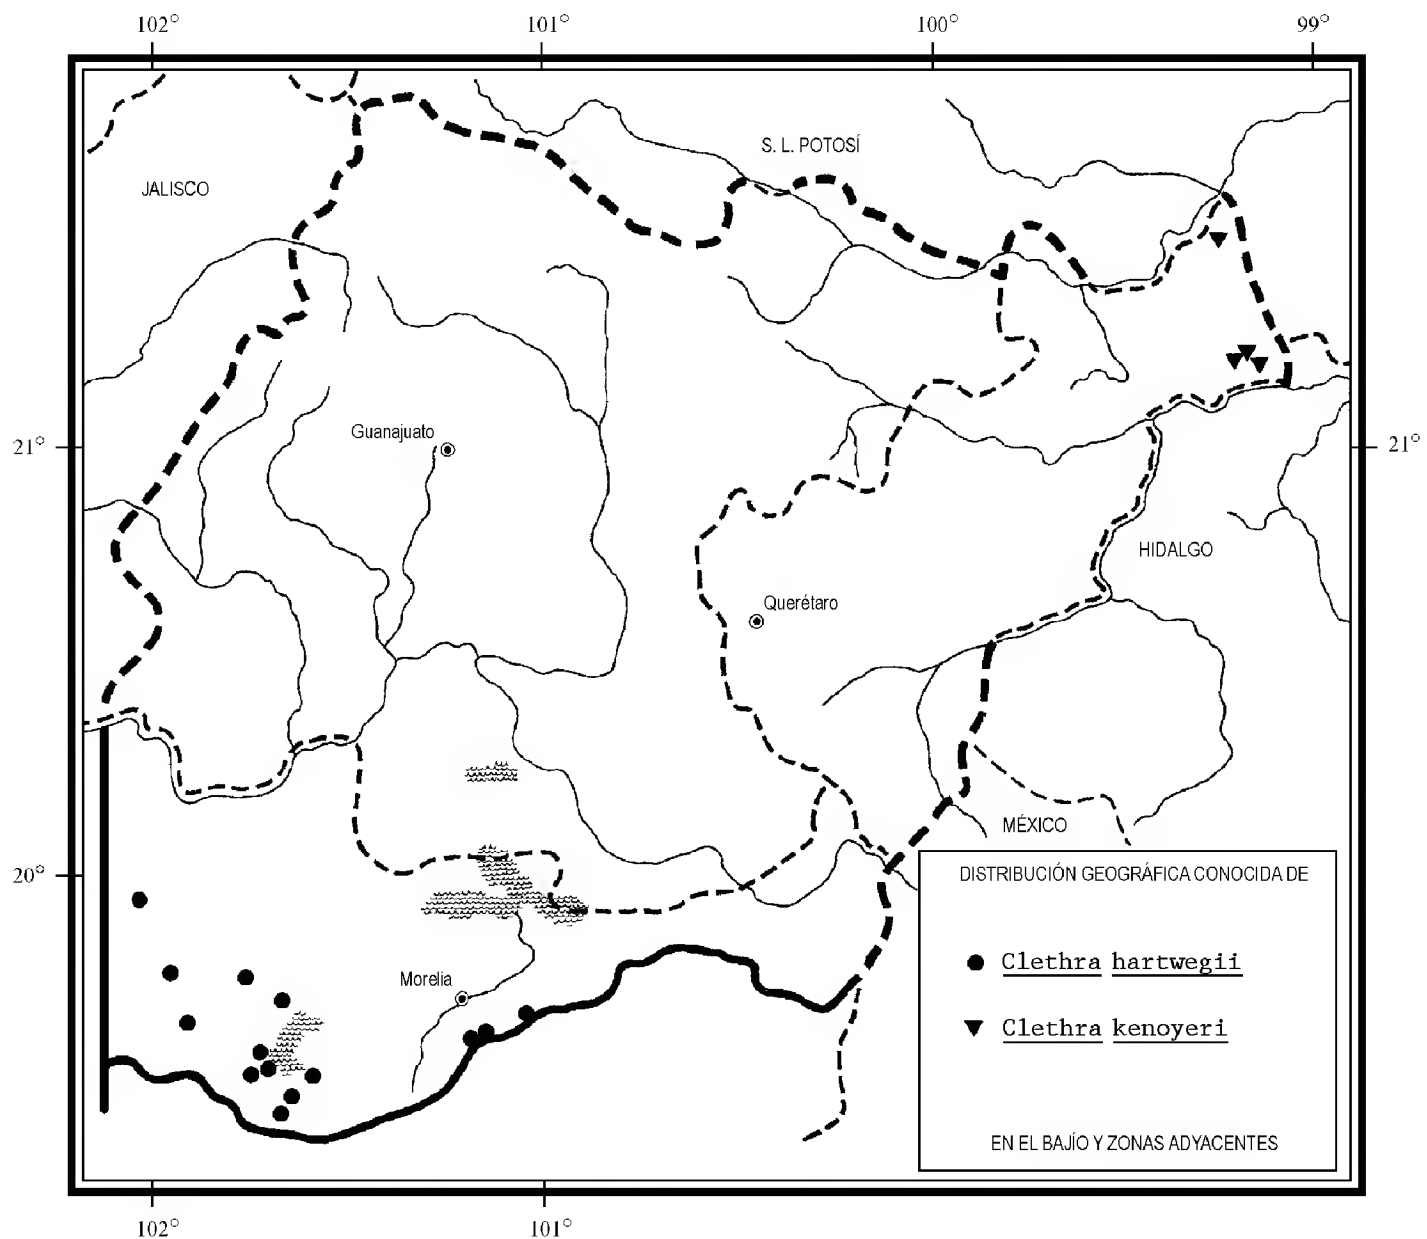 102° 101° 100° 99°
S. L. POTOSÍ
JALISCO
Guanajuato
21° 21°
HIDALGO
Querétaro
MÉXICO
20°
DISTRIBUCIÓN GEOGRÁFICA CONOCIDA DE
Clethra hartwegii
Morelia
Clethra kenoyeri
EN EL BAJÍO Y ZONAS ADYACENTES
102° 101°